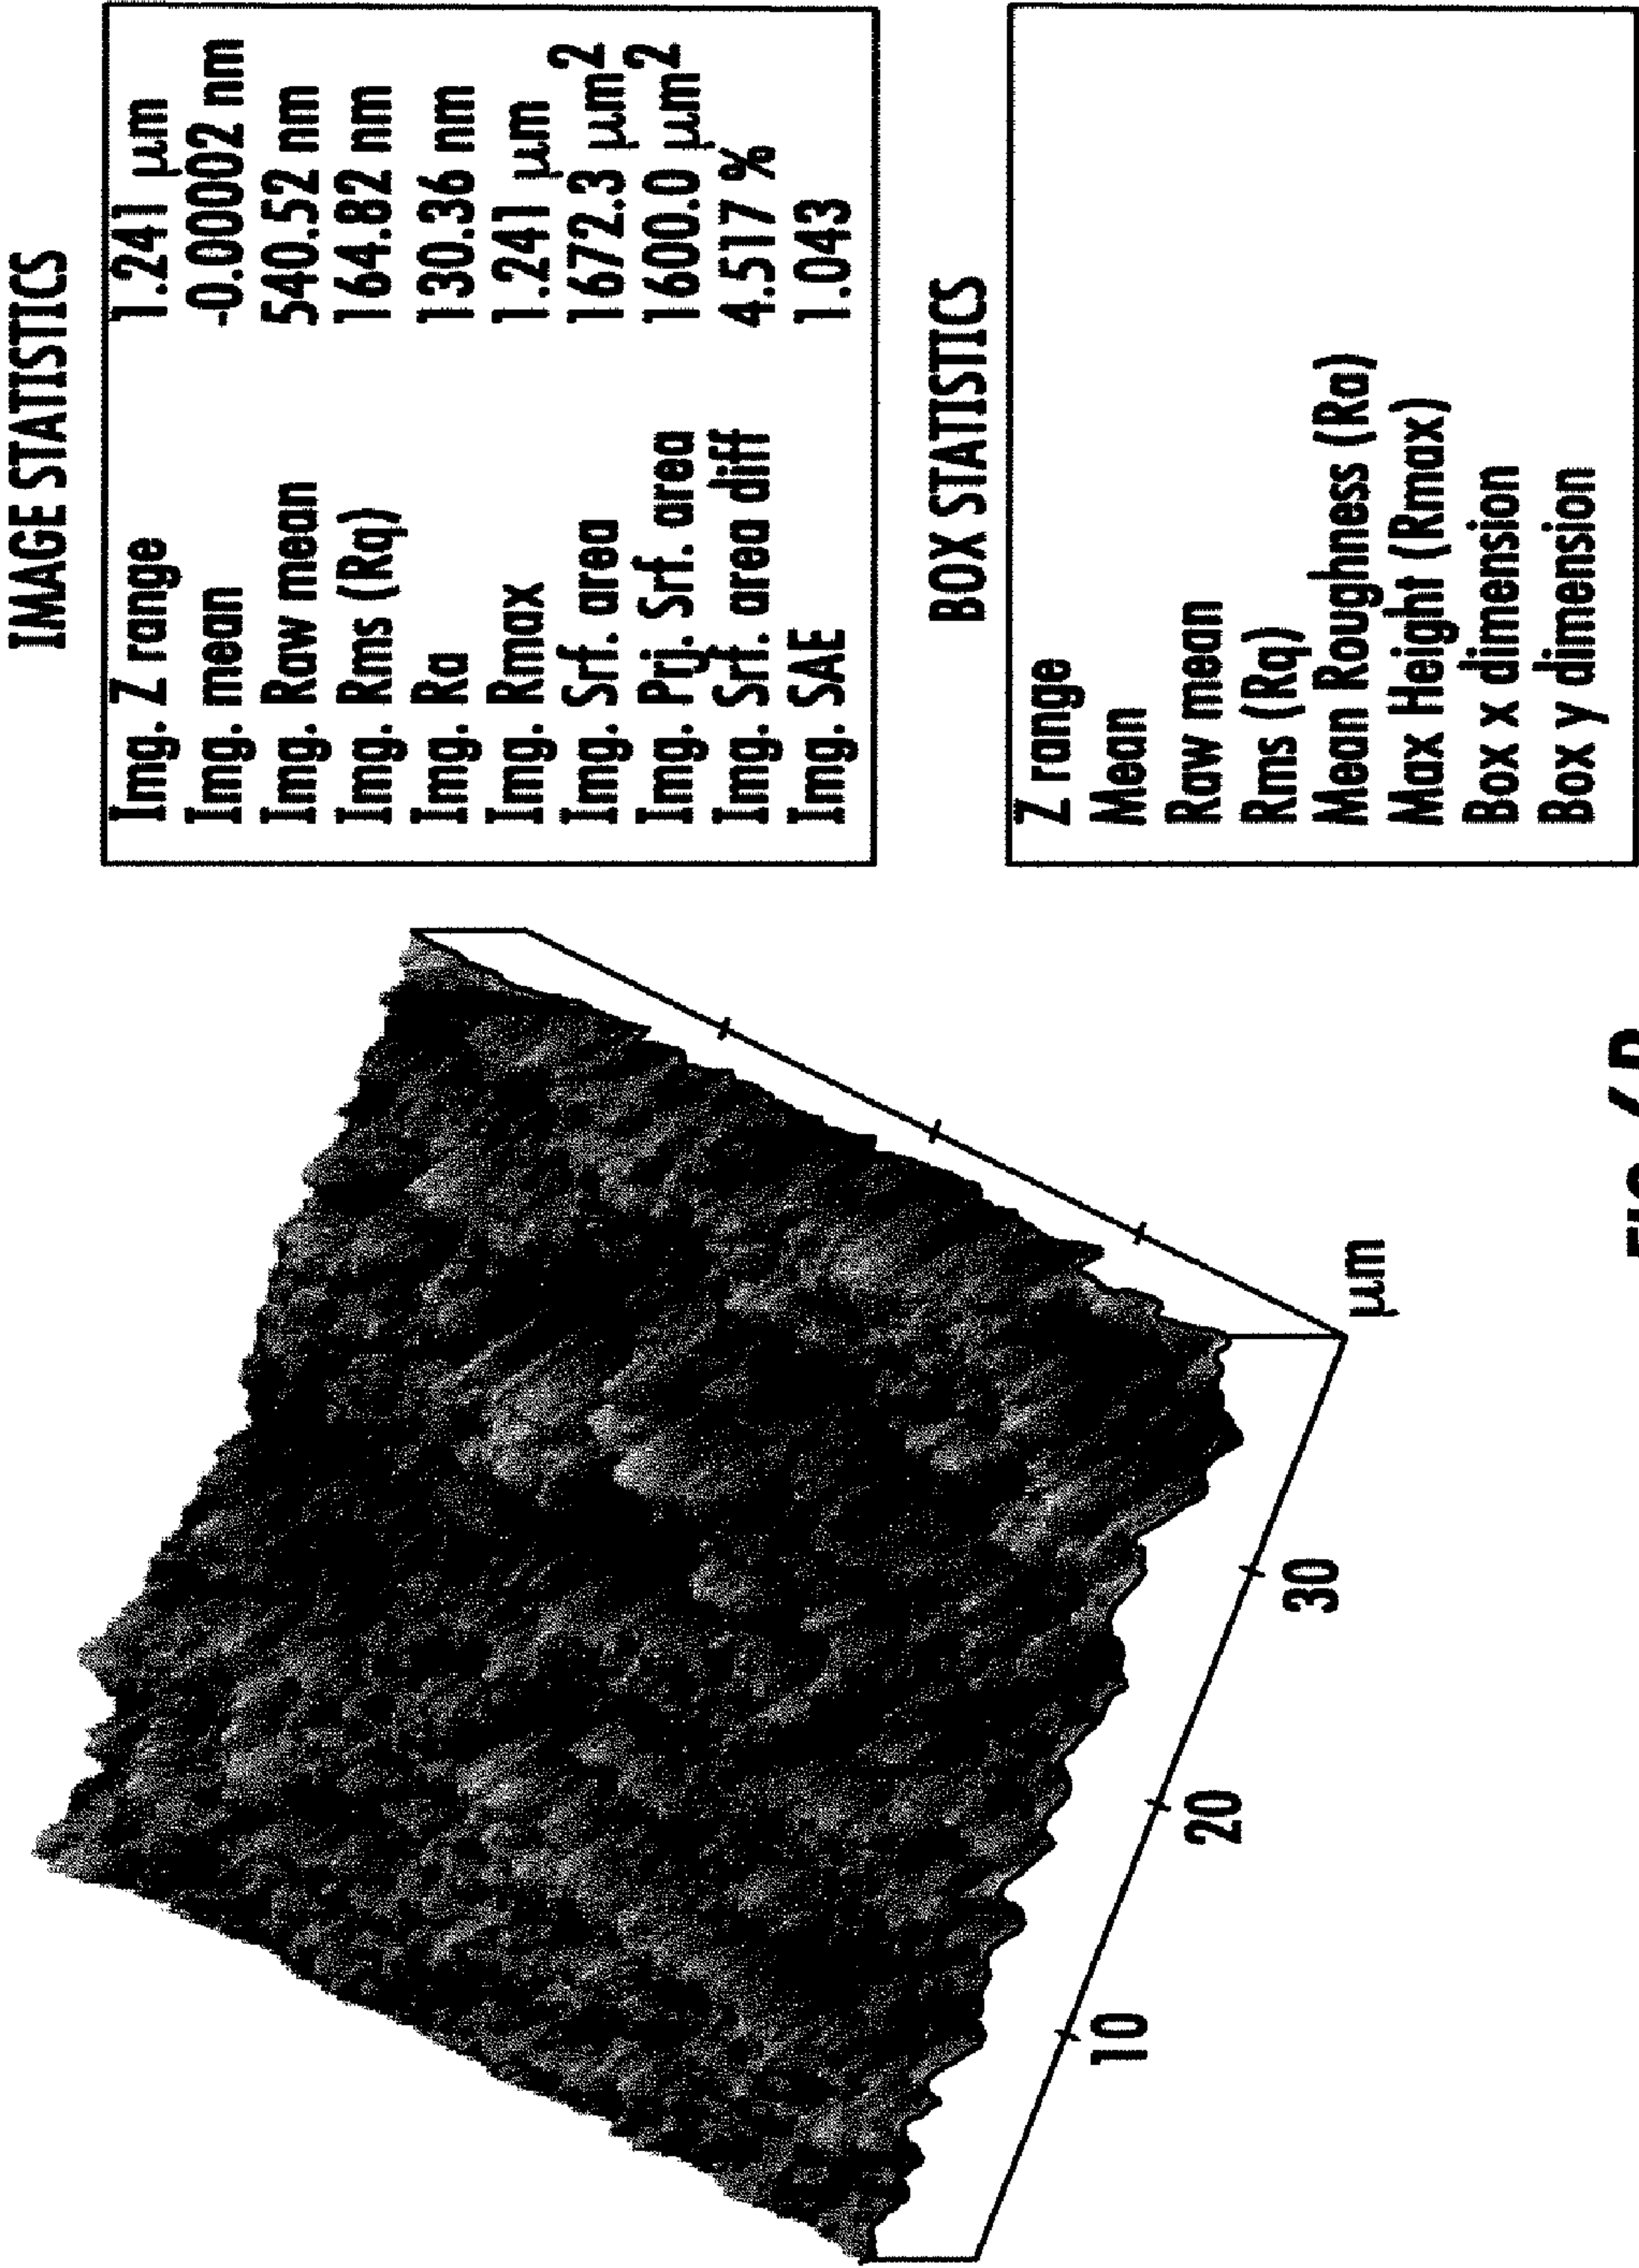 IMAGE STATISTICS
Img. Z range 1.241 µm
Img. mean -0.00002 nm
Img. Raw mean 540.52 nm
Img. Rms (Rq) 164.82 nm
Img. Ra 130.36 nm
Img. Rmax 1.241 µm
Img. Srf. area 1672.3 µm2
Img. Prj. Srf. area 1600.0 µm2
Img. Srf. area diff 4.517 %
Img. SAE 1.043
BOX STATISTICS
Z range
Mean
Raw mean
Rms (Rq)
Mean Roughness (Ra)
Max Height (Rmax)
Box x dimension
Box y dimension
10
20
30
µm